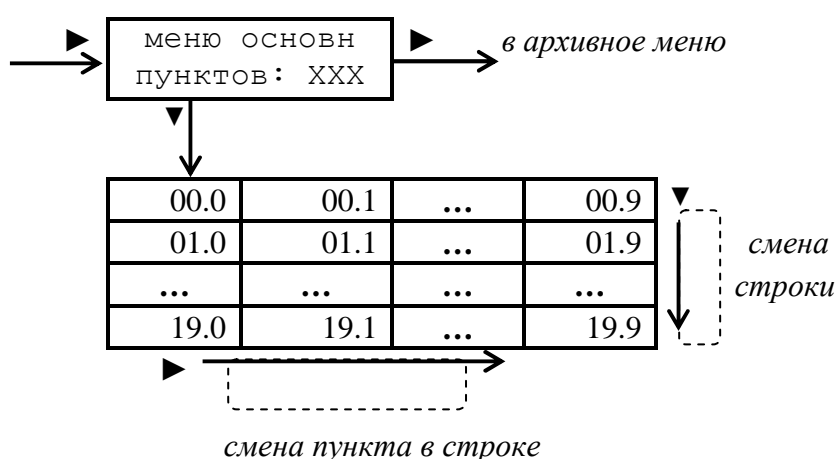 ► меню основн ► в архивное меню
пунктов: XXX
▼
00.0 00.1 ... 00.9 ▼
01.0 01.1 ... 01.9 смена
... ... ... ... строки
19.0 19.1 ... 19.9
►
смена пункта в строке